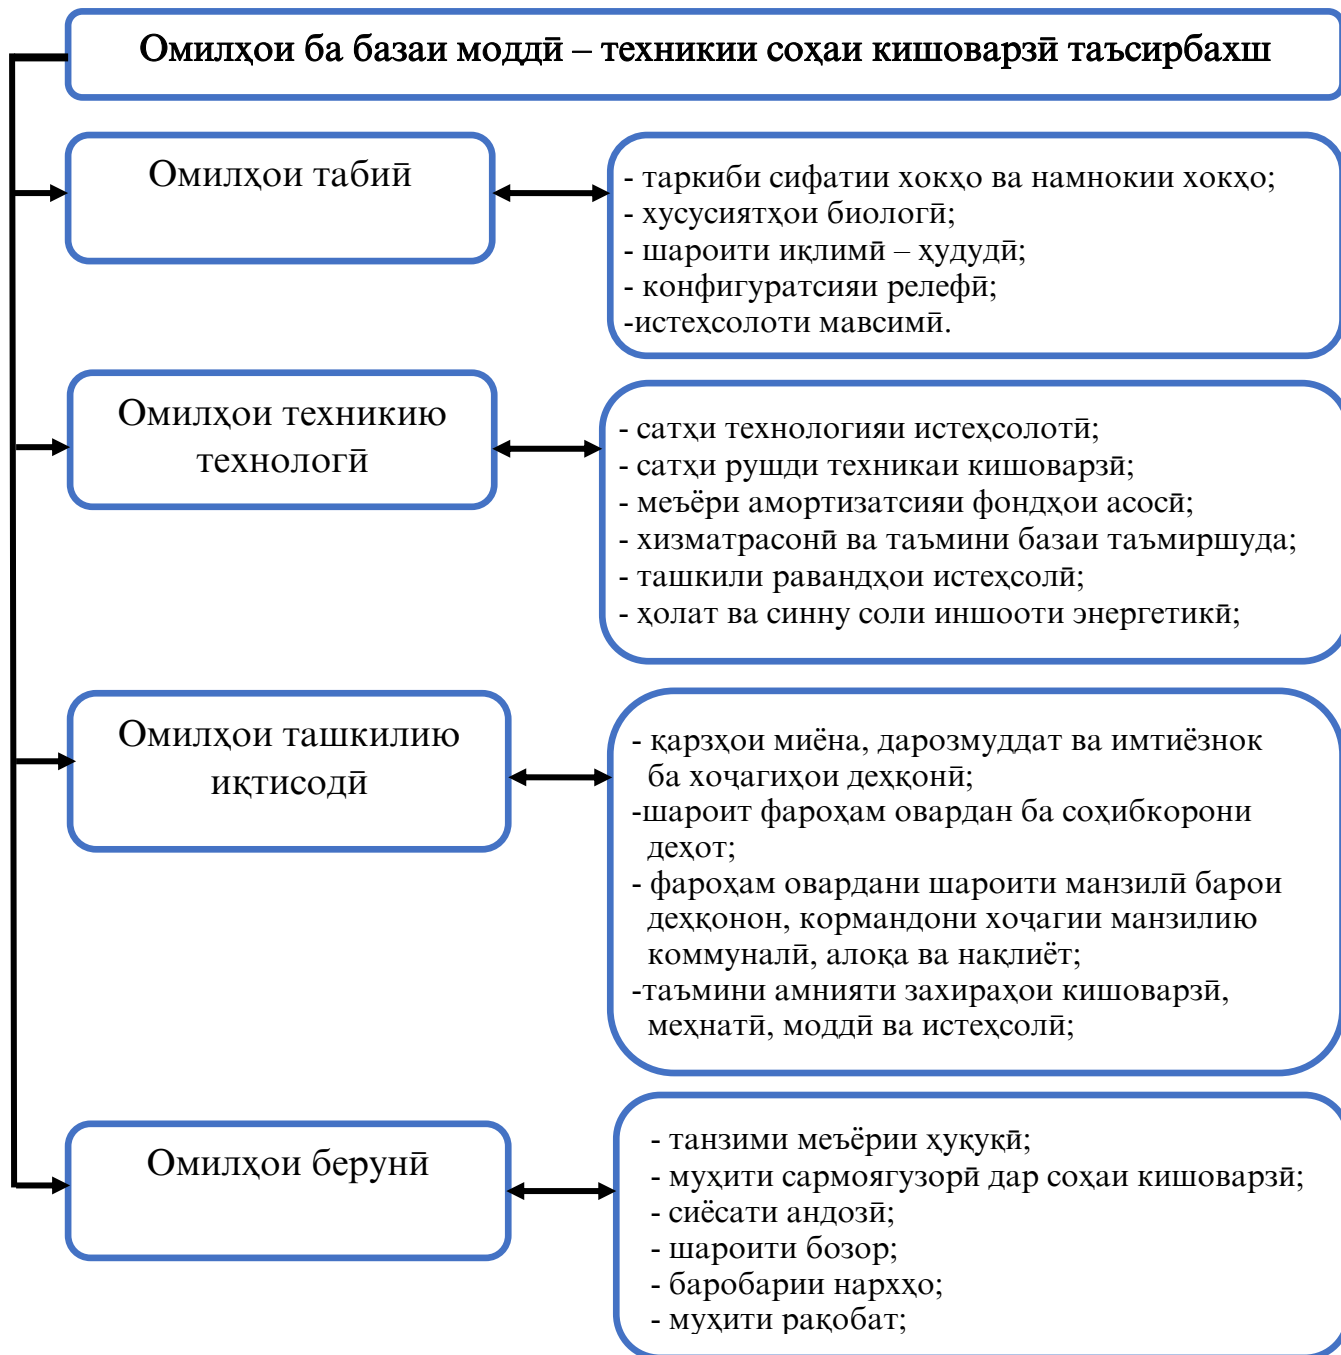 Омилҳои ба базаи моддӣ – техникии соҳаи кишоварзӣ таъсирбахш
Омилҳои табиӣ
- таркиби сифатии хокҳо ва намнокии хокҳо;
- хусусиятҳои биологӣ;
- шароити иқлимӣ – ҳудудӣ;
- конфигуратсияи релефӣ;
-истеҳсолоти мавсимӣ.
Омилҳои техникию
технологӣ
- сатҳи технологияи истеҳсолотӣ;
- сатҳи рушди техникаи кишоварзӣ;
- меъёри амортизатсияи фондҳои асосӣ;
- хизматрасонӣ ва таъмини базаи таъмиршуда;
- ташкили равандҳои истеҳсолӣ;
- ҳолат ва синну соли иншооти энергетикӣ;
Омилҳои ташкилию
иқтисодӣ
- қарзҳои миёна, дарозмуддат ва имтиёзнок
ба хоҷагиҳои деҳқонӣ;
-шароит фароҳам овардан ба соҳибкорони
деҳот;
- фароҳам овардани шароити манзилӣ барои
деҳқонон, кормандони хоҷагии манзилию
коммуналӣ, алоқа ва нақлиёт;
-таъмини амнияти захираҳои кишоварзӣ,
меҳнатӣ, моддӣ ва истеҳсолӣ;
Омилҳои берунӣ
- танзими меъёрии ҳуқуқӣ;
- муҳити сармоягузорӣ дар соҳаи кишоварзӣ;
- сиёсати андозӣ;
- шароити бозор;
- баробарии нархҳо;
- муҳити рақобат;